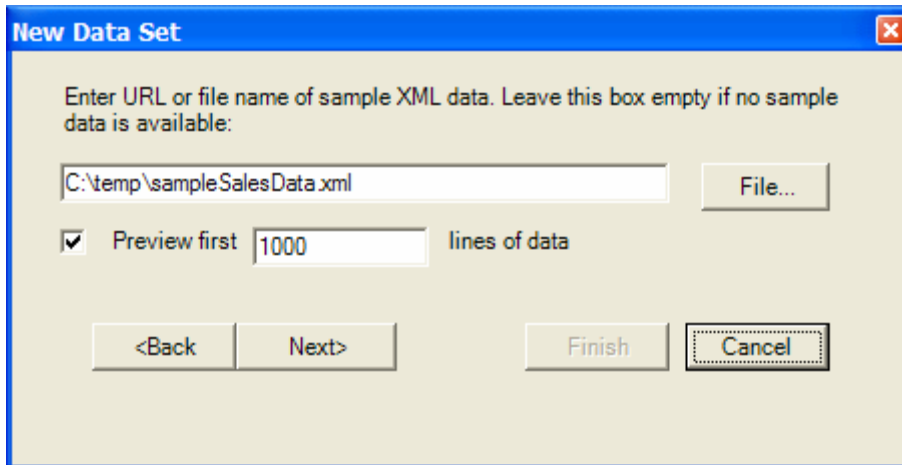 New Data Set
Enter URL or file name of sample XML data. Leave this box empty if no sample
data is available:
C:\temp\sampleSalesData.xml
File...
Preview first 1000 lines of data
<Back Next> Finish Cancel